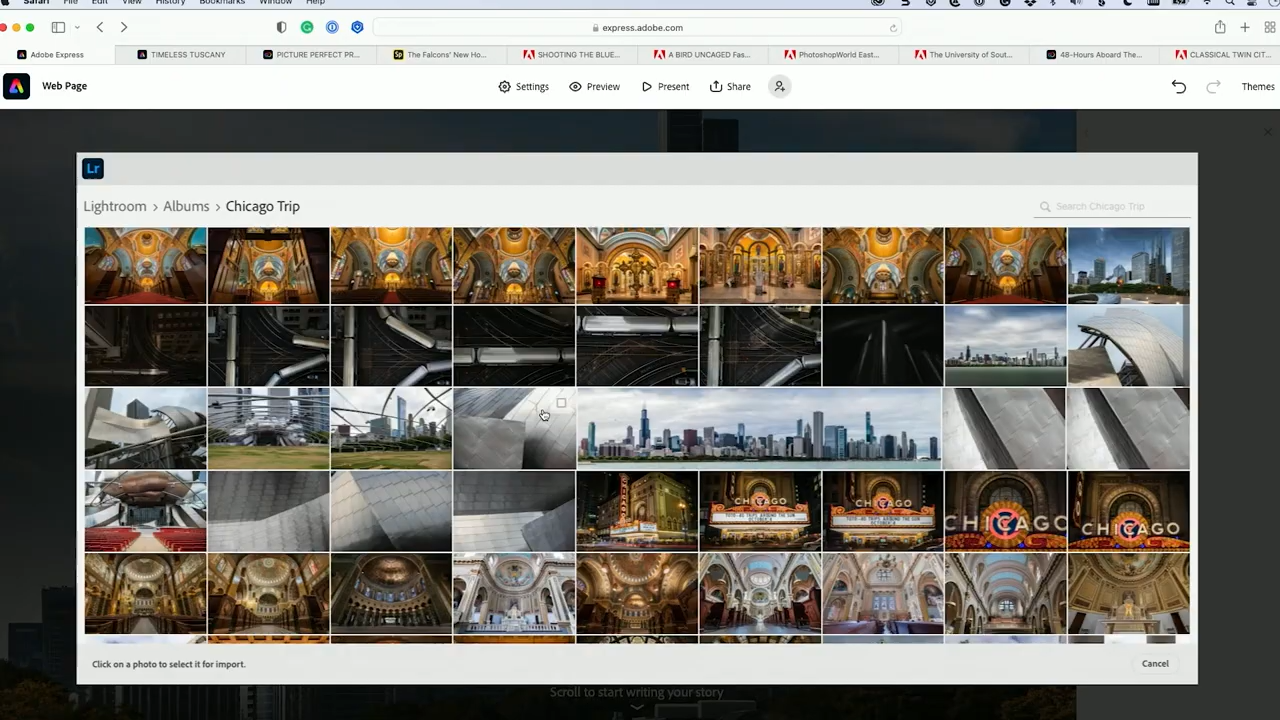 Safari File Edit View History Bookmarks Window Help
express.adobe.com
Adobe Express
TIMELESS TUSCANY
PICTURE PERFECT PR...
The Falcons' New Ho...
SHOOTING THE BLUE...
A BIRD UNCAGED Fas...
PhotoshopWorld East...
The University of Sout...
48-Hours Aboard The...
CLASSICAL TWIN CIT...
Web Page
Settings
Preview
Present
Share
Themes
Lr
Lightroom > Albums > Chicago Trip
Search Chicago Trip
CHICAGO
CHICAGO
CHICAGO
CHICAGO
Click on a photo to select it for import.
Cancel
Scroll to start writing your story